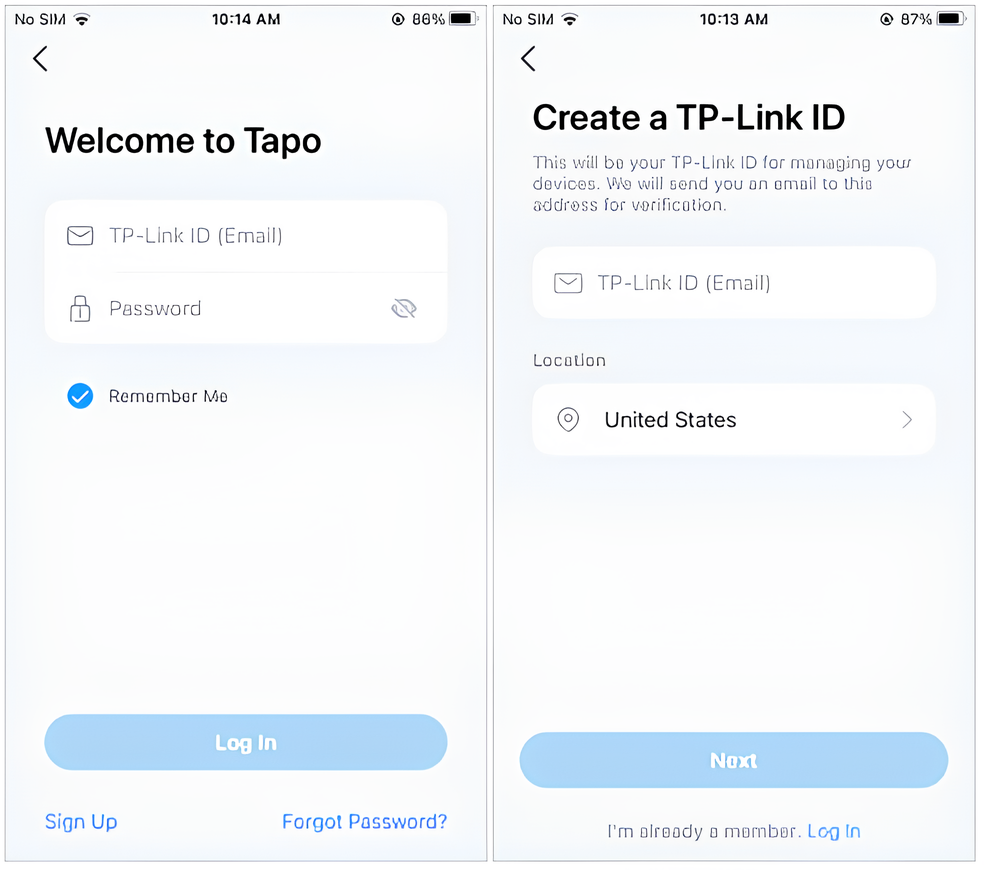 No SIM 10:14 AM 86%
Welcome to Tapo
TP-Link ID (Email)
Password
Remember Me
Log In
Sign Up Forgot Password?
No SIM 10:13 AM 87%
Create a TP-Link ID
This will be your TP-Link ID for managing your
devices. We will send you an email to this
address for verification.
TP-Link ID (Email)
Location
United States
Next
I'm already a member. Log In